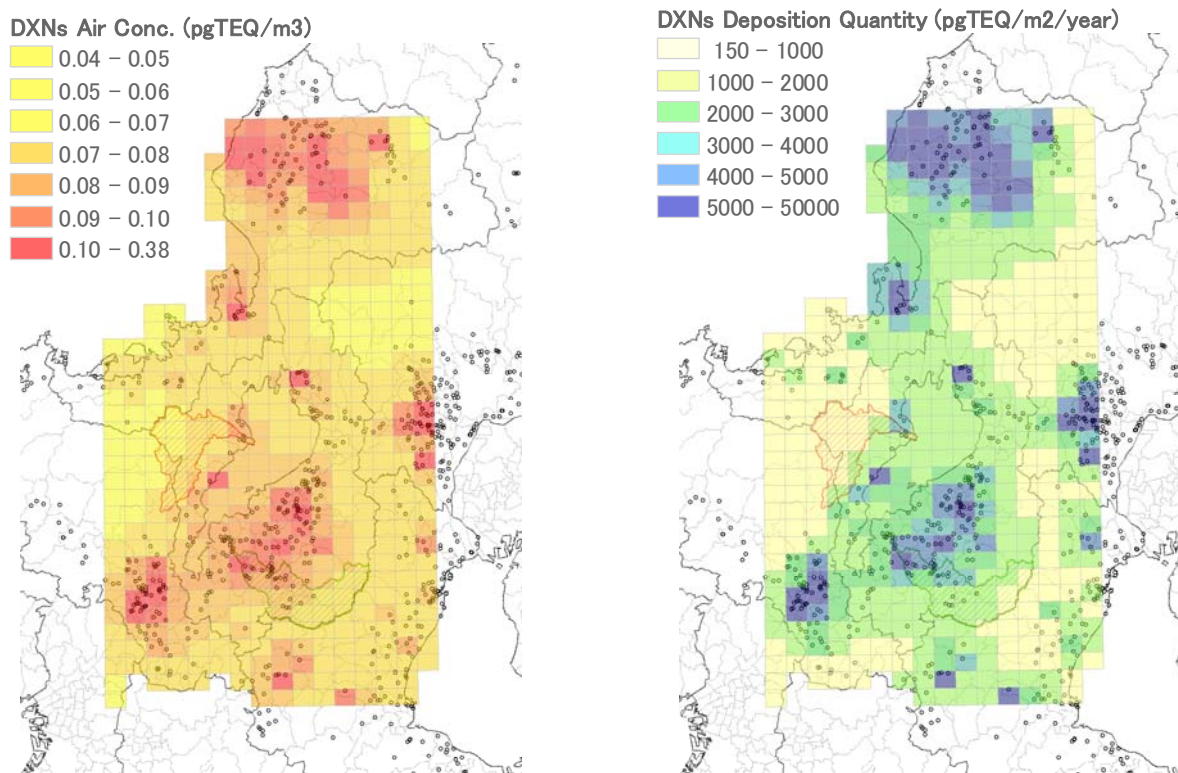 DXNs Air Conc. (pgTEQ/m3)
0.04 – 0.05
0.05 – 0.06
0.06 – 0.07
0.07 – 0.08
0.08 – 0.09
0.09 – 0.10
0.10 – 0.38
DXNs Deposition Quantity (pgTEQ/m2/year)
150 – 1000
1000 – 2000
2000 – 3000
3000 – 4000
4000 – 5000
5000 – 50000